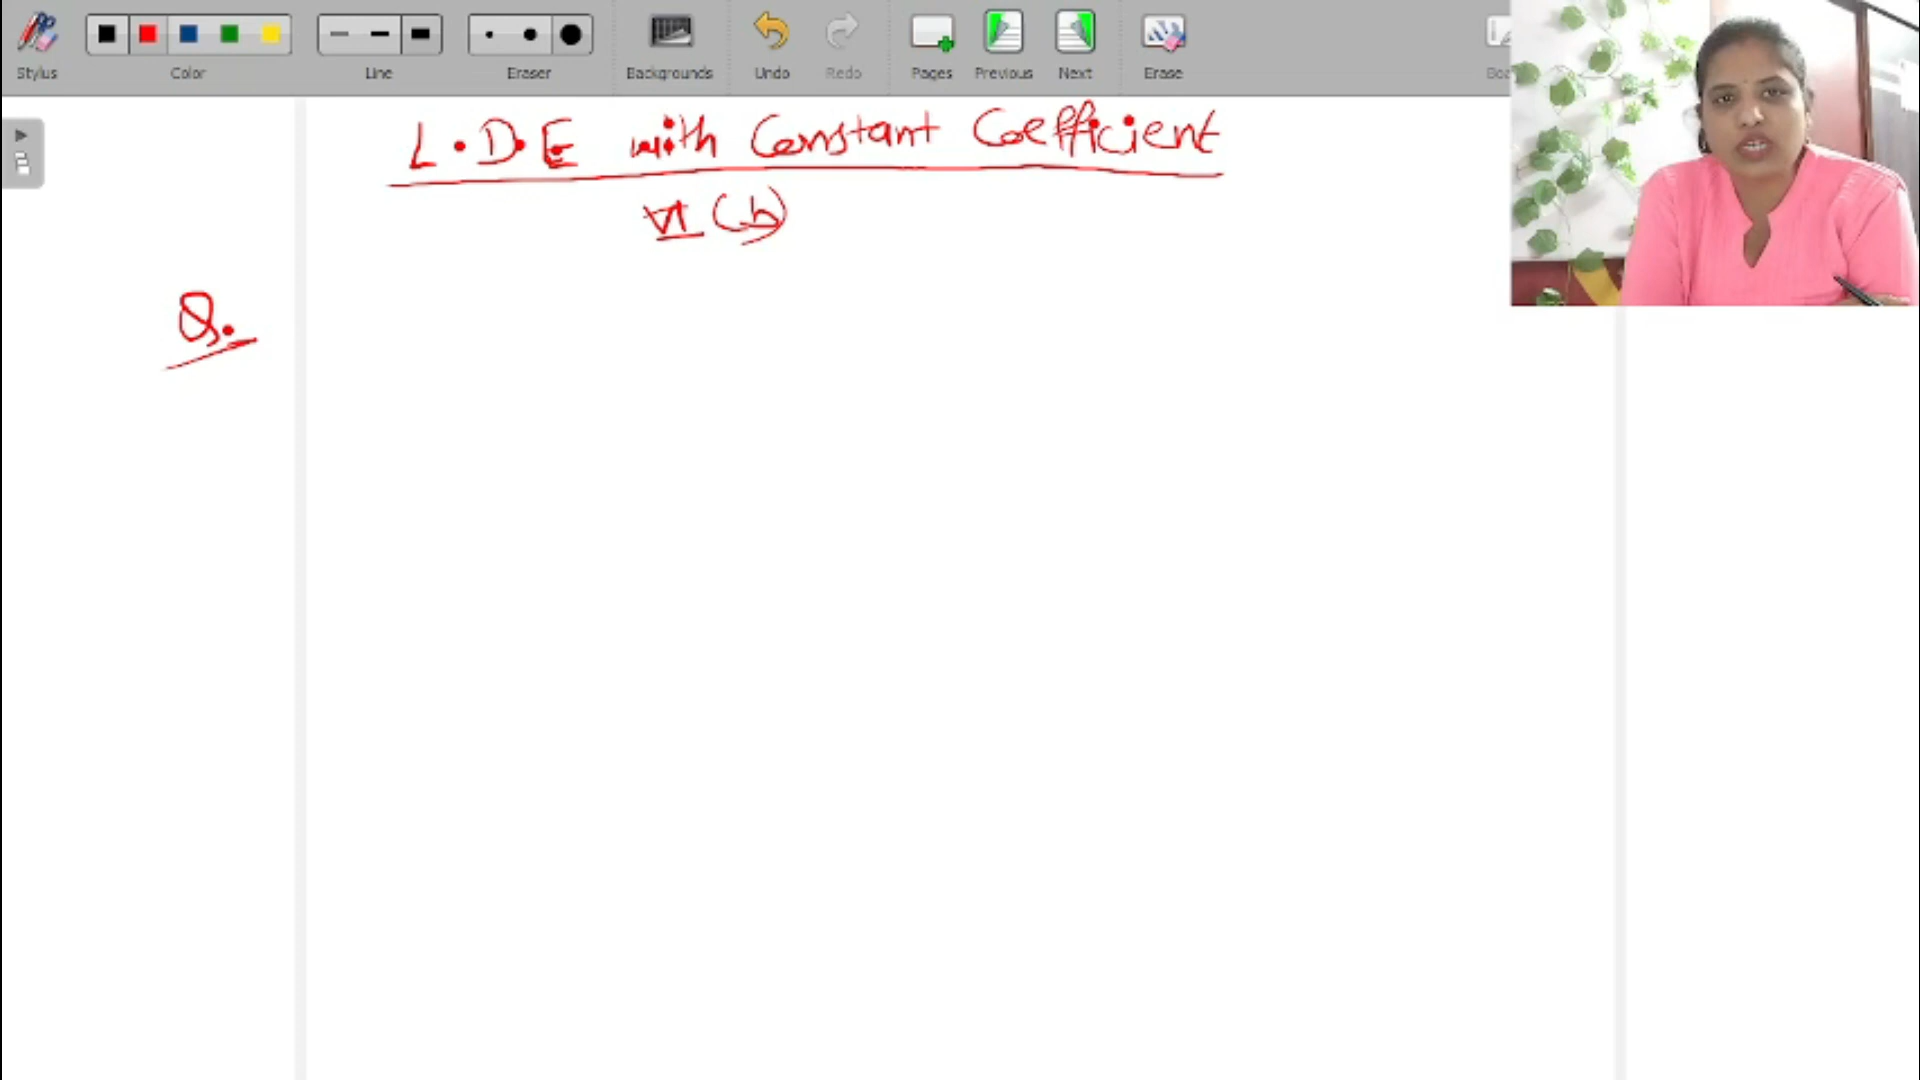 Stylus Color Line Eraser Backgrounds Undo Redo Pages Previous Next Erase
L.D.E with Constant Coefficient
VI (b)
Q.